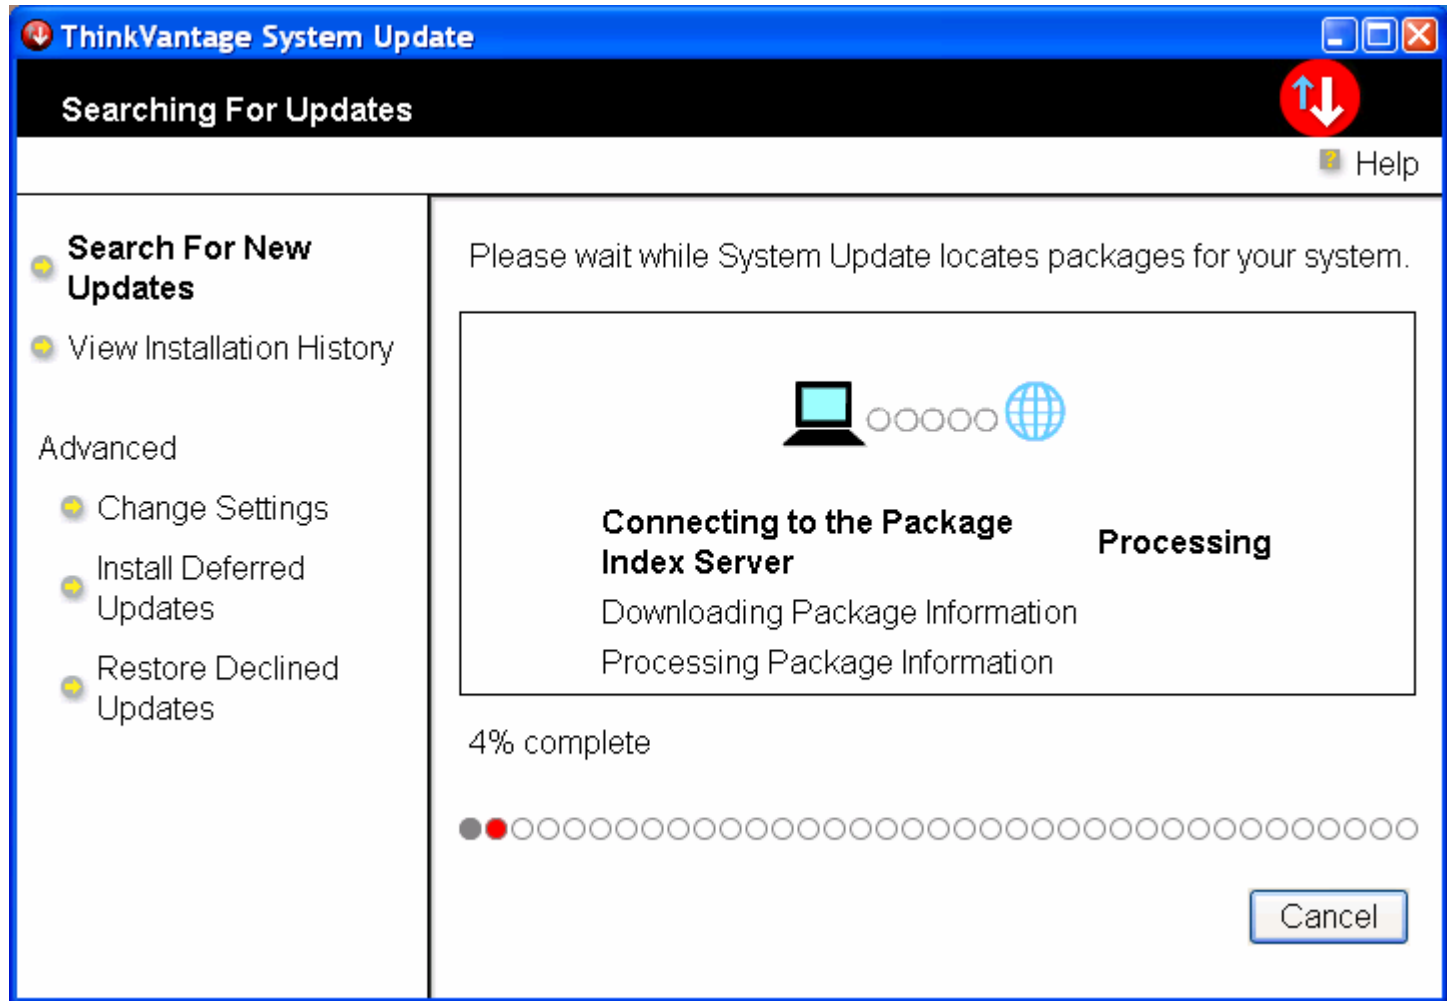 ThinkVantage System Update
Searching For Updates
? Help
Search For New
Updates
View Installation History
Advanced
Change Settings
Install Deferred
Updates
Restore Declined
Updates
Please wait while System Update locates packages for your system.
Connecting to the Package
Index Server
Processing
Downloading Package Information
Processing Package Information
4% complete
Cancel